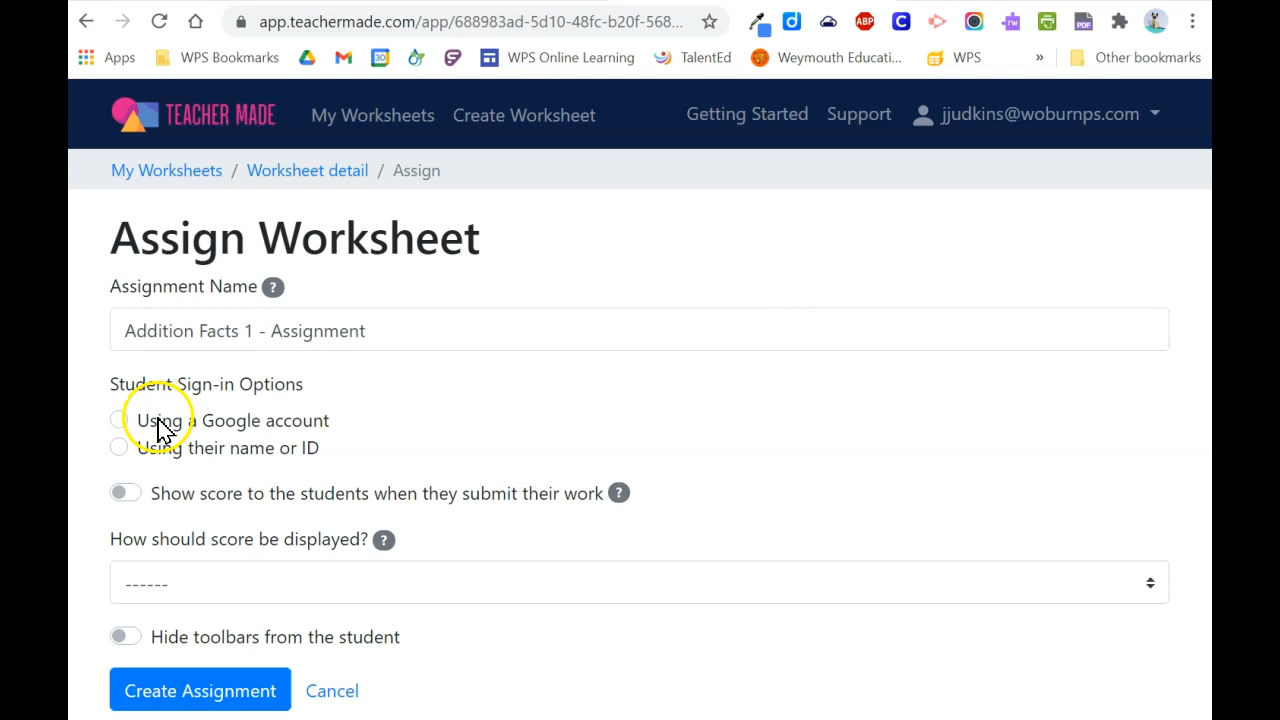 app.teachermade.com/app/688983ad-5d10-48fc-b20f-568...
Apps WPS Bookmarks WPS Online Learning TalentEd Weymouth Educati... WPS » Other bookmarks
TEACHER MADE My Worksheets Create Worksheet Getting Started Support jjudkins@woburnps.com
My Worksheets / Worksheet detail / Assign
Assign Worksheet
Assignment Name ?
Addition Facts 1 - Assignment
Student Sign-in Options
Using a Google account
Using their name or ID
Show score to the students when they submit their work ?
How should score be displayed? ?
------
Hide toolbars from the student
Create Assignment Cancel